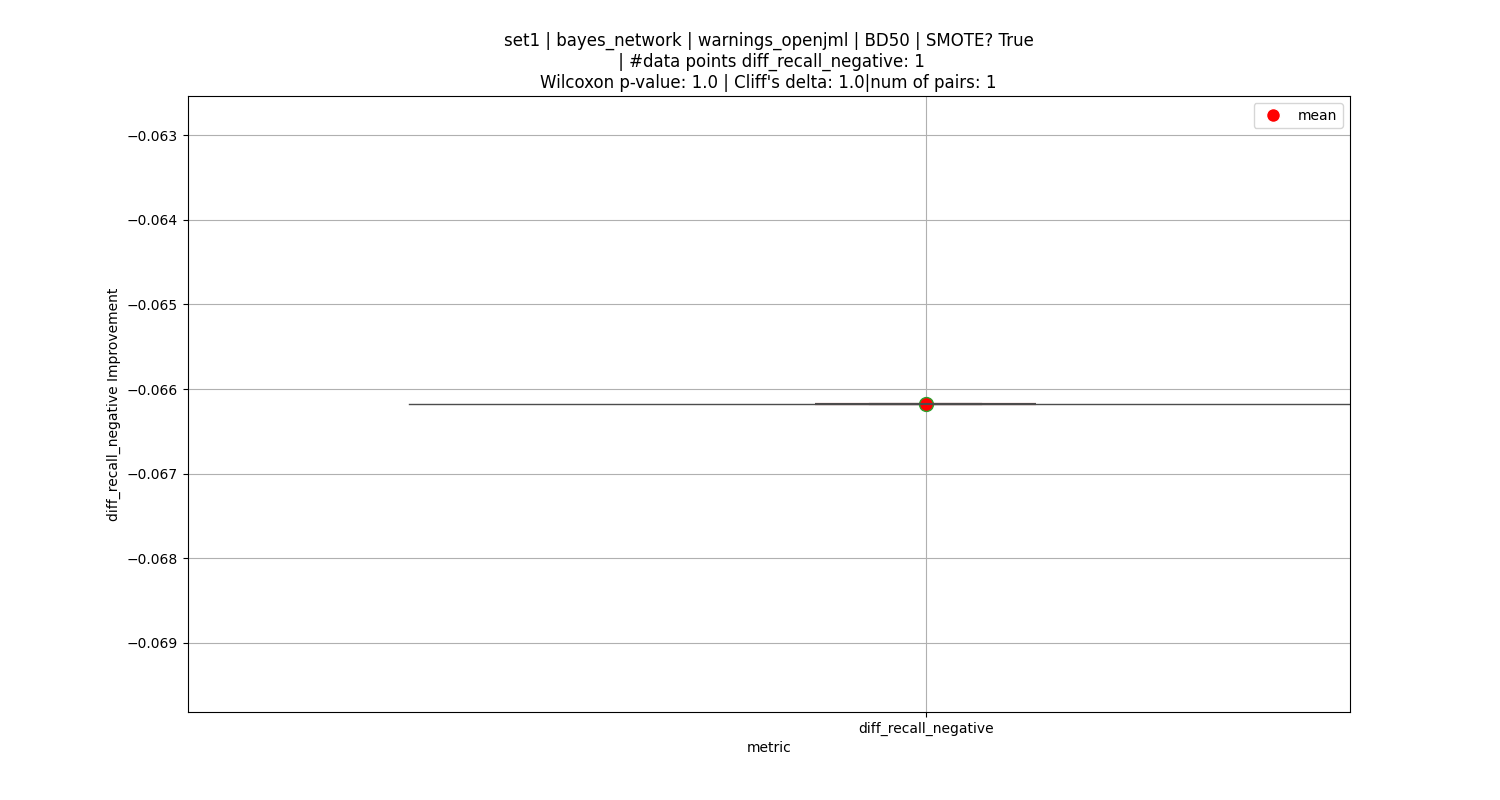 set1 | bayes_network | warnings_openjml | BD50 | SMOTE? True
| #data points diff_recall_negative: 1
Wilcoxon p-value: 1.0 | Cliff's delta: 1.0|num of pairs: 1
mean
−0.063
−0.064
−0.065
−0.066
−0.067
−0.068
−0.069
diff_recall_negative Improvement
diff_recall_negative
metric